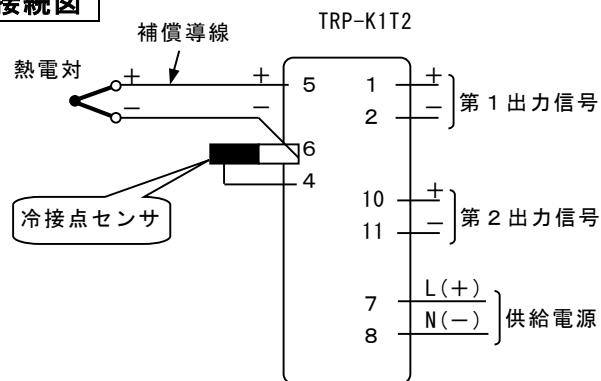 接続図
TRP-K1T2
補償導線
熱電対
+ + 5
− − 6
4
冷接点センサ
1 + 第1出力信号
2 −
10 + 第2出力信号
11 −
7 L(+) 供給電源
8 N(−)